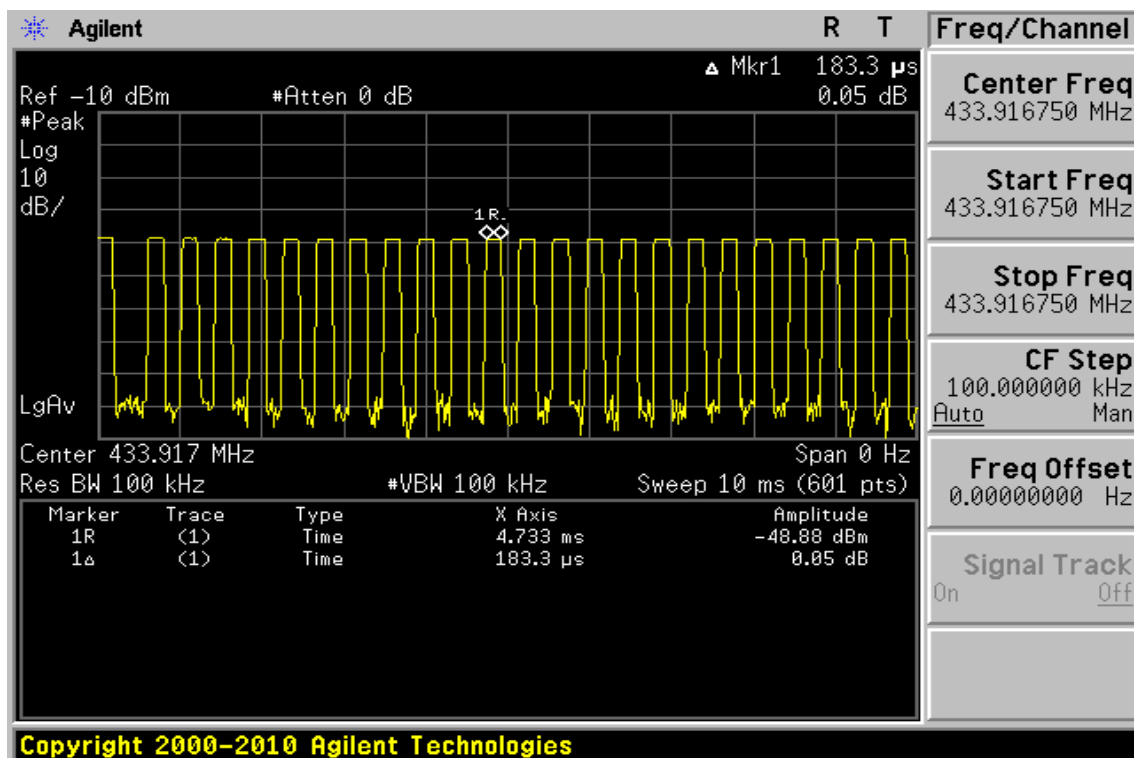 Agilent R T Freq/Channel
▵ Mkr1 183.3 µs
Ref −10 dBm #Atten 0 dB 0.05 dB
#Peak
Log
10
dB/
1R
LgAv
Center 433.917 MHz Span 0 Hz
Res BW 100 kHz #VBW 100 kHz Sweep 10 ms (601 pts)
Marker Trace Type X Axis Amplitude
1R (1) Time 4.733 ms −48.88 dBm
1▵ (1) Time 183.3 µs 0.05 dB
Center Freq
433.916750 MHz
Start Freq
433.916750 MHz
Stop Freq
433.916750 MHz
CF Step
100.000000 kHz
Auto Man
Freq Offset
0.00000000 Hz
Signal Track
On Off
Copyright 2000−2010 Agilent Technologies